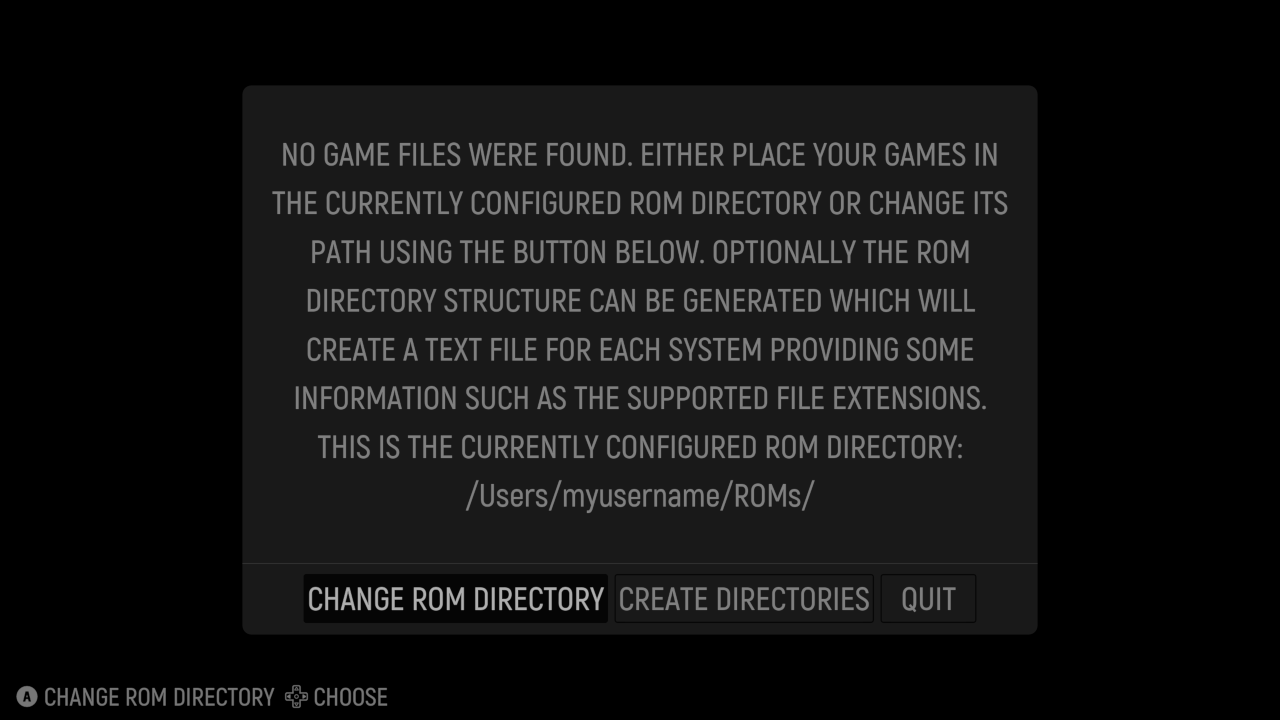 NO GAME FILES WERE FOUND. EITHER PLACE YOUR GAMES IN
THE CURRENTLY CONFIGURED ROM DIRECTORY OR CHANGE ITS
PATH USING THE BUTTON BELOW. OPTIONALLY THE ROM
DIRECTORY STRUCTURE CAN BE GENERATED WHICH WILL
CREATE A TEXT FILE FOR EACH SYSTEM PROVIDING SOME
INFORMATION SUCH AS THE SUPPORTED FILE EXTENSIONS.
THIS IS THE CURRENTLY CONFIGURED ROM DIRECTORY:
/Users/myusername/ROMs/
CHANGE ROM DIRECTORY CREATE DIRECTORIES QUIT
A CHANGE ROM DIRECTORY CHOOSE